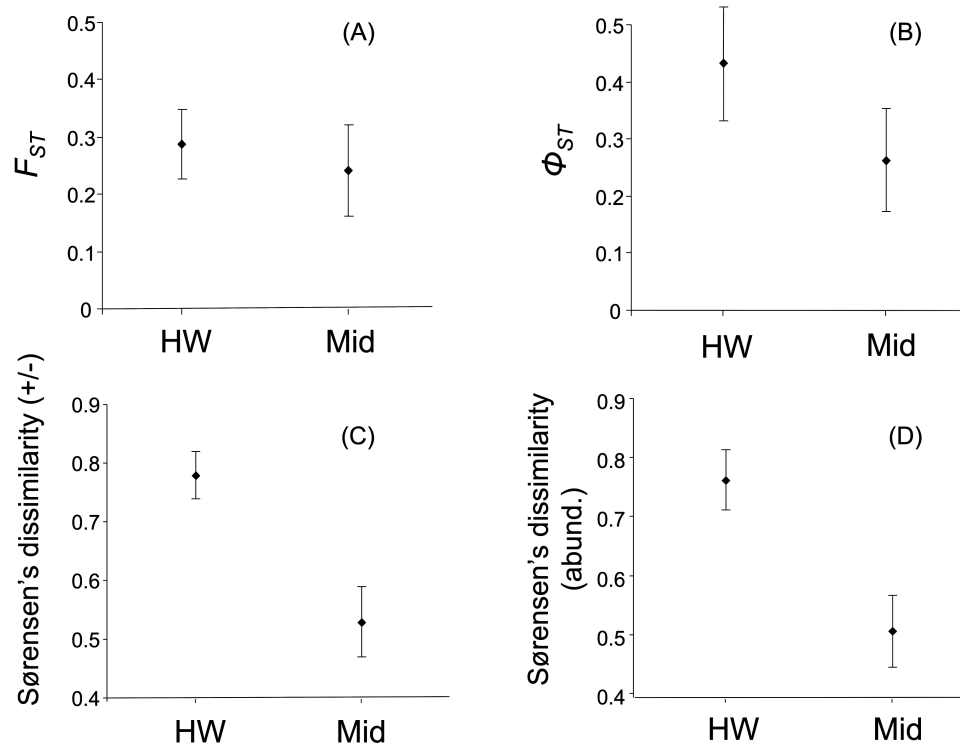 0.5
0.4
0.3
0.2
0.1
0
F_ST
(A)
HW Mid
0.5
0.4
0.3
0.2
0.1
0
Φ_ST
(B)
HW Mid
0.9
0.8
0.7
0.6
0.5
0.4
Sørensen's dissimilarity (+/-)
(C)
HW Mid
0.9
0.8
0.7
0.6
0.5
0.4
Sørensen's dissimilarity
(abund.)
(D)
HW Mid